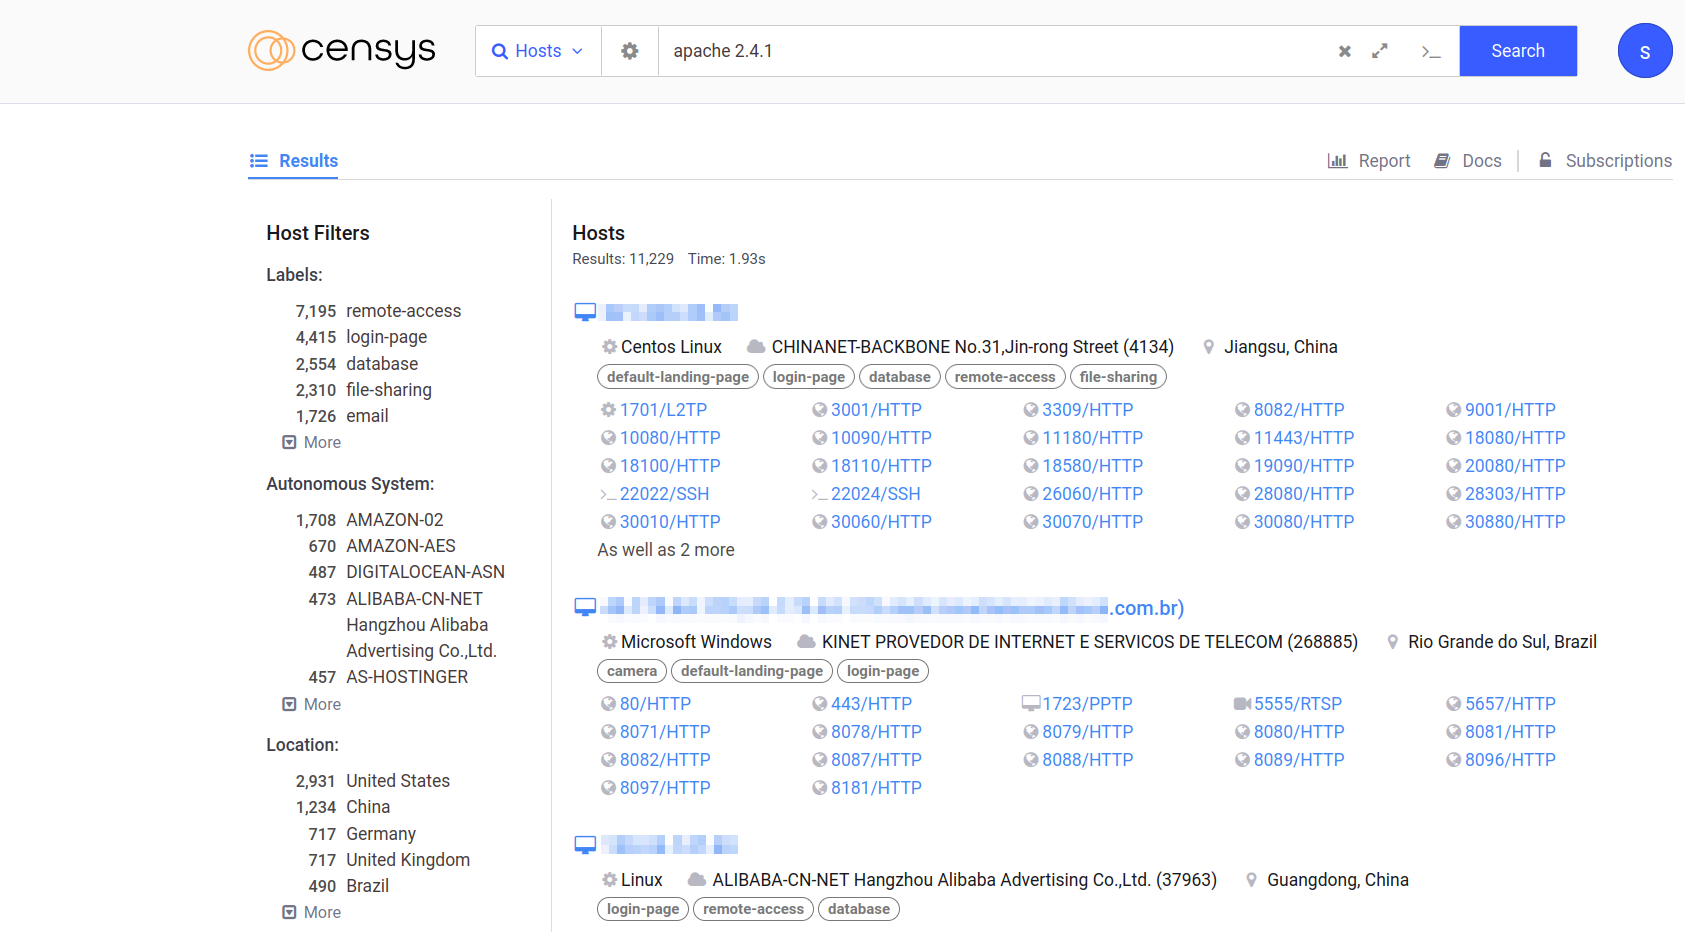 censys
Hosts
apache 2.4.1
>_
Search
S
Results
Report
Docs
Subscriptions
Host Filters
Labels:
7,195 remote-access
4,415 login-page
2,554 database
2,310 file-sharing
1,726 email
More
Autonomous System:
1,708 AMAZON-02
670 AMAZON-AES
487 DIGITALOCEAN-ASN
473 ALIBABA-CN-NET
Hangzhou Alibaba
Advertising Co.,Ltd.
457 AS-HOSTINGER
More
Location:
2,931 United States
1,234 China
717 Germany
717 United Kingdom
490 Brazil
More
Hosts
Results: 11,229 Time: 1.93s
Centos Linux CHINANET-BACKBONE No.31,Jin-rong Street (4134) Jiangsu, China
default-landing-page login-page database remote-access file-sharing
1701/L2TP 3001/HTTP 3309/HTTP 8082/HTTP 9001/HTTP
10080/HTTP 10090/HTTP 11180/HTTP 11443/HTTP 18080/HTTP
18100/HTTP 18110/HTTP 18580/HTTP 19090/HTTP 20080/HTTP
>_ 22022/SSH >_ 22024/SSH 26060/HTTP 28080/HTTP 28303/HTTP
30010/HTTP 30060/HTTP 30070/HTTP 30080/HTTP 30880/HTTP
As well as 2 more
.com.br)
Microsoft Windows KINET PROVEDOR DE INTERNET E SERVICOS DE TELECOM (268885) Rio Grande do Sul, Brazil
camera default-landing-page login-page
80/HTTP 443/HTTP 1723/PPTP 5555/RTSP 5657/HTTP
8071/HTTP 8078/HTTP 8079/HTTP 8080/HTTP 8081/HTTP
8082/HTTP 8087/HTTP 8088/HTTP 8089/HTTP 8096/HTTP
8097/HTTP 8181/HTTP
Linux ALIBABA-CN-NET Hangzhou Alibaba Advertising Co.,Ltd. (37963) Guangdong, China
login-page remote-access database